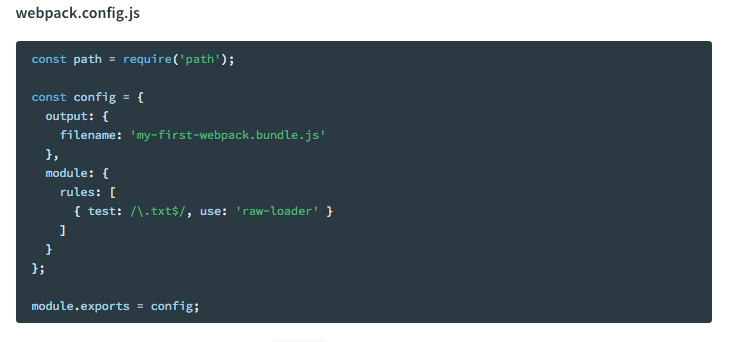 webpack.config.js
const path = require('path');
const config = {
  output: {
    filename: 'my-first-webpack.bundle.js'
  },
  module: {
    rules: [
      { test: /\.txt$/, use: 'raw-loader' }
    ]
  }
};
module.exports = config;